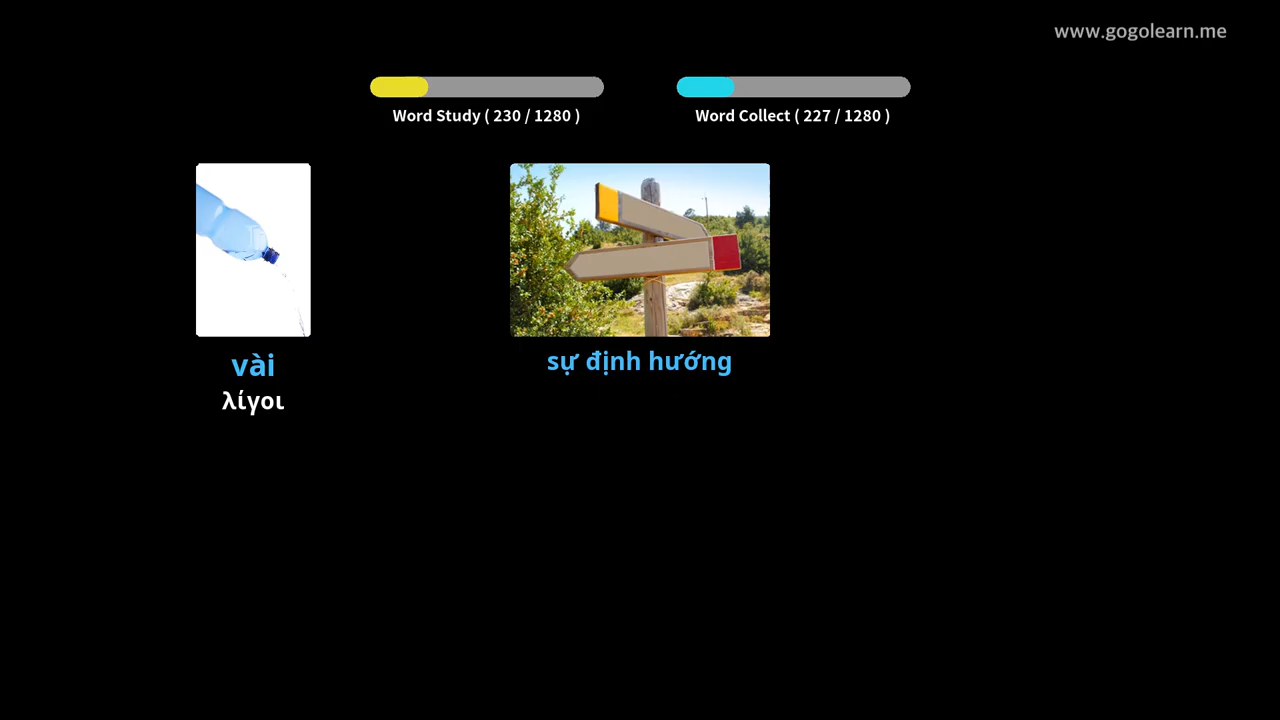 www.gogolearn.me
Word Study ( 230 / 1280 )
Word Collect ( 227 / 1280 )
vài
λίγοι
sự định hướng